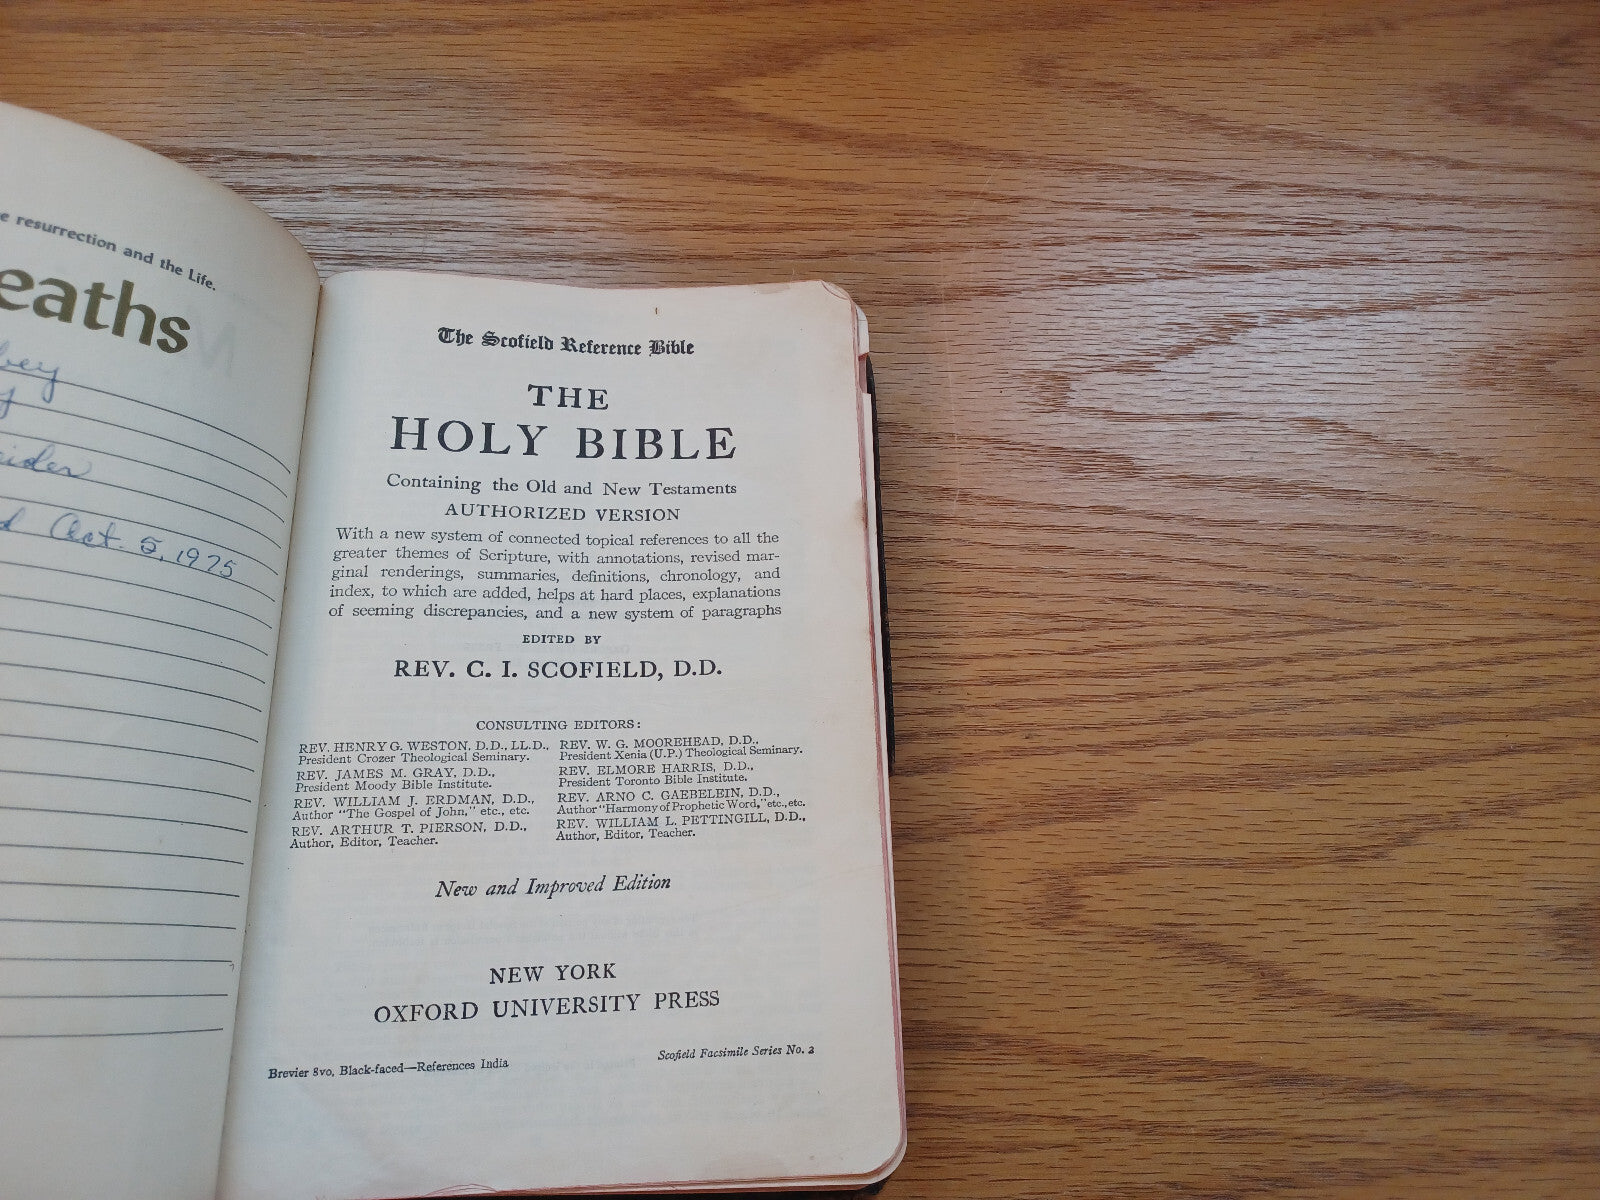 e resurrection and the Life.
eaths
bey
y
eider
d Oct. 5, 1975
The Scofield Reference Bible
THE
HOLY BIBLE
Containing the Old and New Testaments
AUTHORIZED VERSION
With a new system of connected topical references to all the
greater themes of Scripture, with annotations, revised mar-
ginal renderings, summaries, definitions, chronology, and
index, to which are added, helps at hard places, explanations
of seeming discrepancies, and a new system of paragraphs
EDITED BY
REV. C. I. SCOFIELD, D.D.
CONSULTING EDITORS:
REV. HENRY G. WESTON, D.D., LL.D.,
President Crozer Theological Seminary.
REV. JAMES M. GRAY, D.D.,
President Moody Bible Institute.
REV. WILLIAM J. ERDMAN, D.D.,
Author "The Gospel of John," etc., etc.
REV. ARTHUR T. PIERSON, D.D.,
Author, Editor, Teacher.
REV. W. G. MOOREHEAD, D.D.,
President Xenia (U.P.) Theological Seminary.
REV. ELMORE HARRIS, D.D.,
President Toronto Bible Institute.
REV. ARNO C. GAEBELEIN, D.D.,
Author "Harmony of Prophetic Word," etc., etc.
REV. WILLIAM L. PETTINGILL, D.D.,
Author, Editor, Teacher.
New and Improved Edition
NEW YORK
OXFORD UNIVERSITY PRESS
Brevier 8vo, Black-faced—References India
Scofield Facsimile Series No. 2